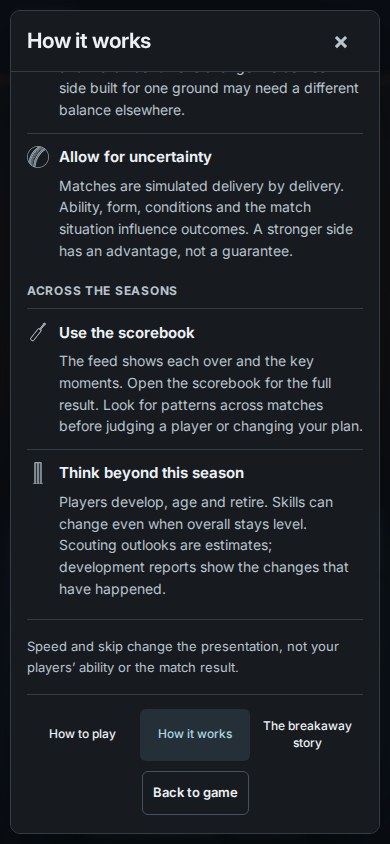 How it works
side built for one ground may need a different
balance elsewhere.
Allow for uncertainty
Matches are simulated delivery by delivery.
Ability, form, conditions and the match
situation influence outcomes. A stronger side
has an advantage, not a guarantee.
ACROSS THE SEASONS
Use the scorebook
The feed shows each over and the key
moments. Open the scorebook for the full
result. Look for patterns across matches
before judging a player or changing your plan.
Think beyond this season
Players develop, age and retire. Skills can
change even when overall stays level.
Scouting outlooks are estimates;
development reports show the changes that
have happened.
Speed and skip change the presentation, not your
players’ ability or the match result.
How to play
How it works
The breakaway
story
Back to game